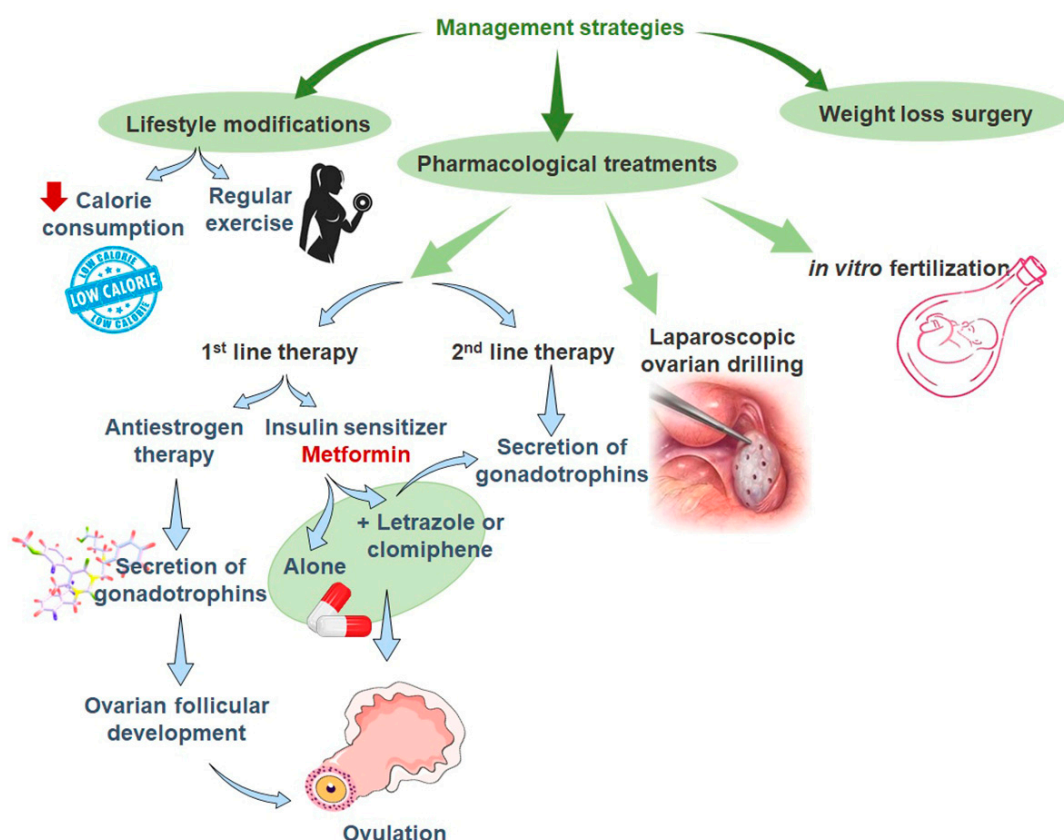 Management strategies
Lifestyle modifications
Weight loss surgery
Pharmacological treatments
Calorie
consumption
Regular
exercise
LOW CALORIE
LOW CALORIE
LOW CALORIE
in vitro fertilization
1st line therapy
2nd line therapy
Laparoscopic
ovarian drilling
Antiestrogen
therapy
Insulin sensitizer
Metformin
Secretion of
gonadotrophins
+ Letrazole or
clomiphene
Alone
Secretion of
gonadotrophins
Ovarian follicular
development
Ovulation